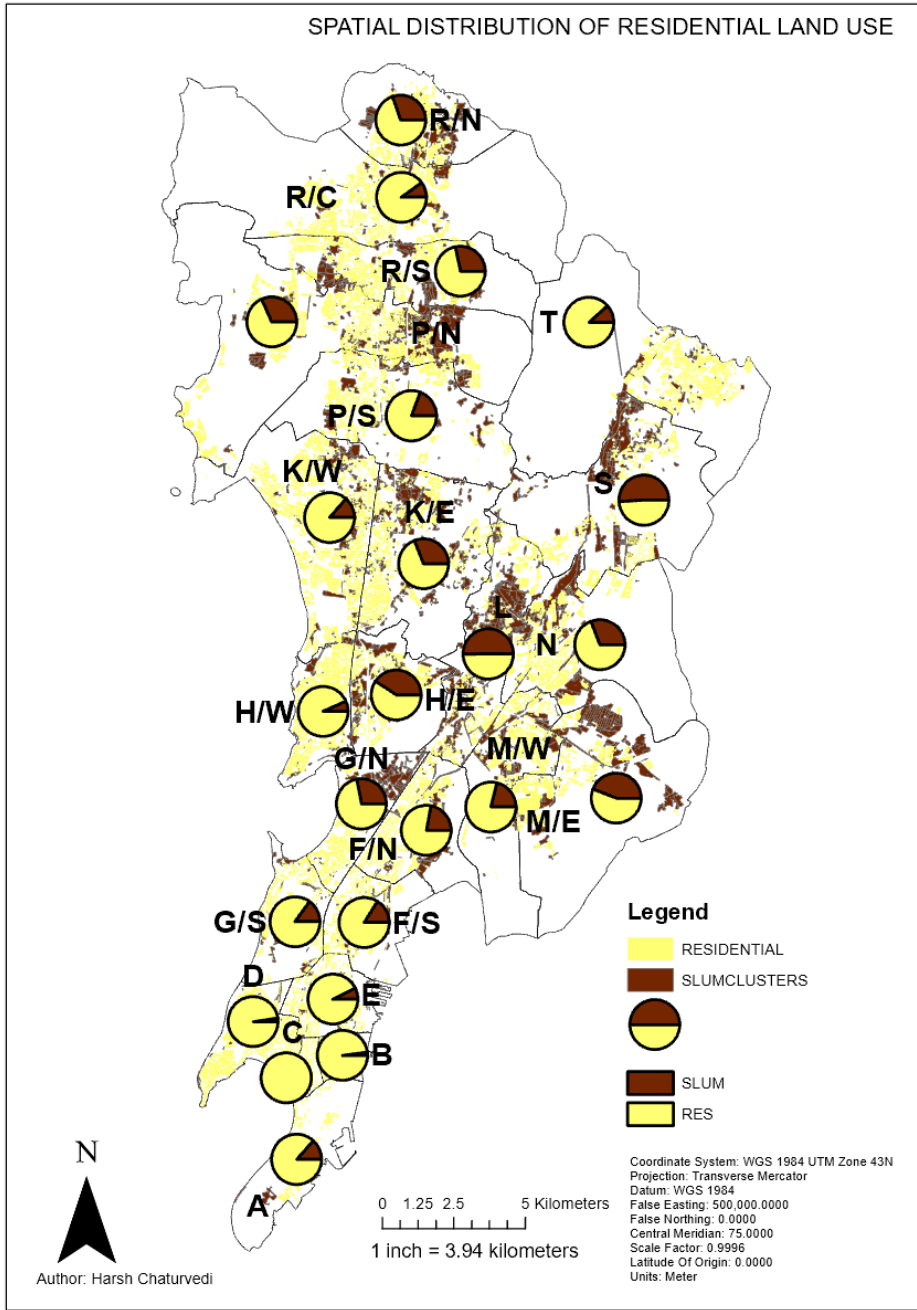 SPATIAL DISTRIBUTION OF RESIDENTIAL LAND USE
R/N
R/C
R/S
T
P/N
P/S
K/W
S
K/E
L
N
H/E
H/W
M/W
G/N
M/E
F/N
G/S
F/S
D
E
C
B
A
Legend
RESIDENTIAL
SLUMCLUSTERS
SLUM
RES
N
Author: Harsh Chaturvedi
0 1.25 2.5 5 Kilometers
1 inch = 3.94 kilometers
Coordinate System: WGS 1984 UTM Zone 43N
Projection: Transverse Mercator
Datum: WGS 1984
False Easting: 500,000.0000
False Northing: 0.0000
Central Meridian: 75.0000
Scale Factor: 0.9996
Latitude Of Origin: 0.0000
Units: Meter